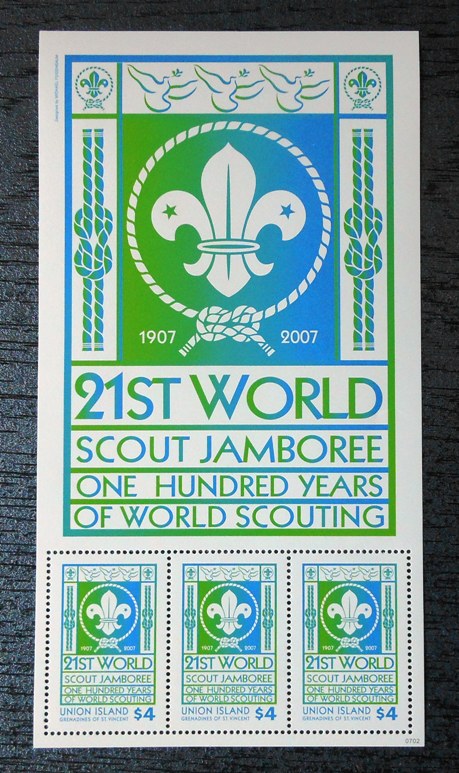 1907 2007
21ST WORLD
SCOUT JAMBOREE
ONE HUNDRED YEARS
OF WORLD SCOUTING
1907 2007
21ST WORLD
SCOUT JAMBOREE
ONE HUNDRED YEARS
OF WORLD SCOUTING
UNION ISLAND
GRENADINES OF ST VINCENT $4
1907 2007
21ST WORLD
SCOUT JAMBOREE
ONE HUNDRED YEARS
OF WORLD SCOUTING
UNION ISLAND
GRENADINES OF ST VINCENT $4
1907 2007
21ST WORLD
SCOUT JAMBOREE
ONE HUNDRED YEARS
OF WORLD SCOUTING
UNION ISLAND
GRENADINES OF ST VINCENT $4
0702